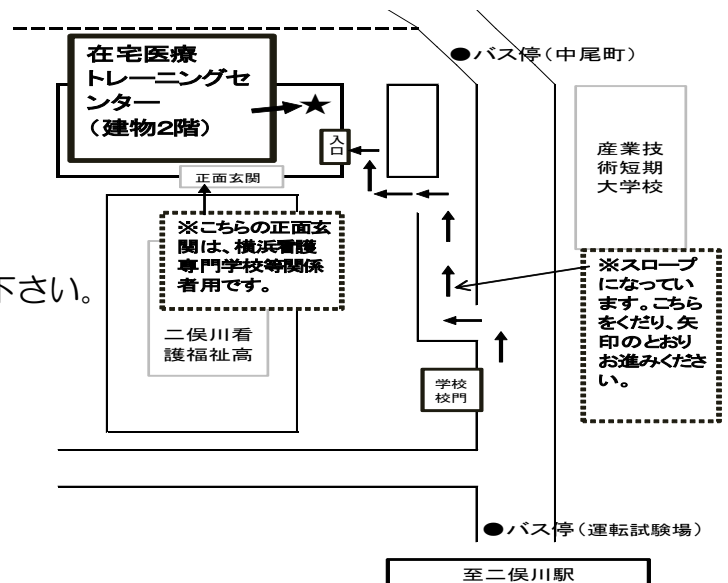 在宅医療
トレーニングセ
ンター
(建物2階)
★
●バス停(中尾町)
入口
正面玄関
産業技
術短期
大学校
※こちらの正面玄
関は、横浜看護
専門学校等関係
者用です。
下さい。
二俣川看
護福祉高
※スロープ
になってい
ます。こちら
をくだり、矢
印のとおり
お進みくださ
い。
学校
校門
●バス停(運転試験場)
至二俣川駅